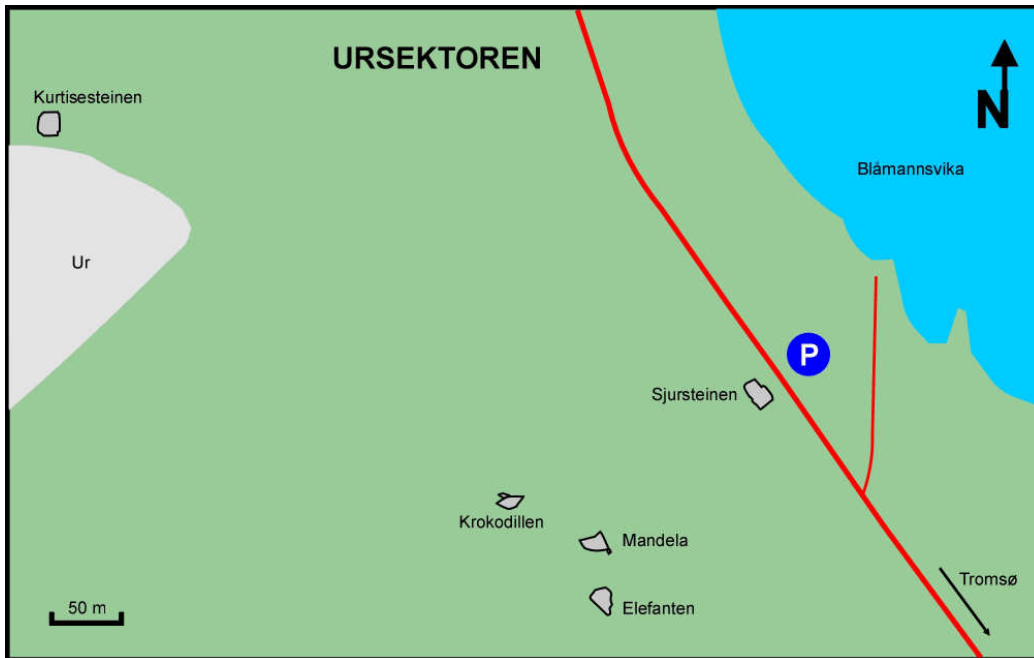 URSEKTOREN
Kurtisesteinen
N
Blåmannsvika
Ur
P
Sjursteinen
Krokodillen
Mandela
Tromsø
50 m
Elefanten